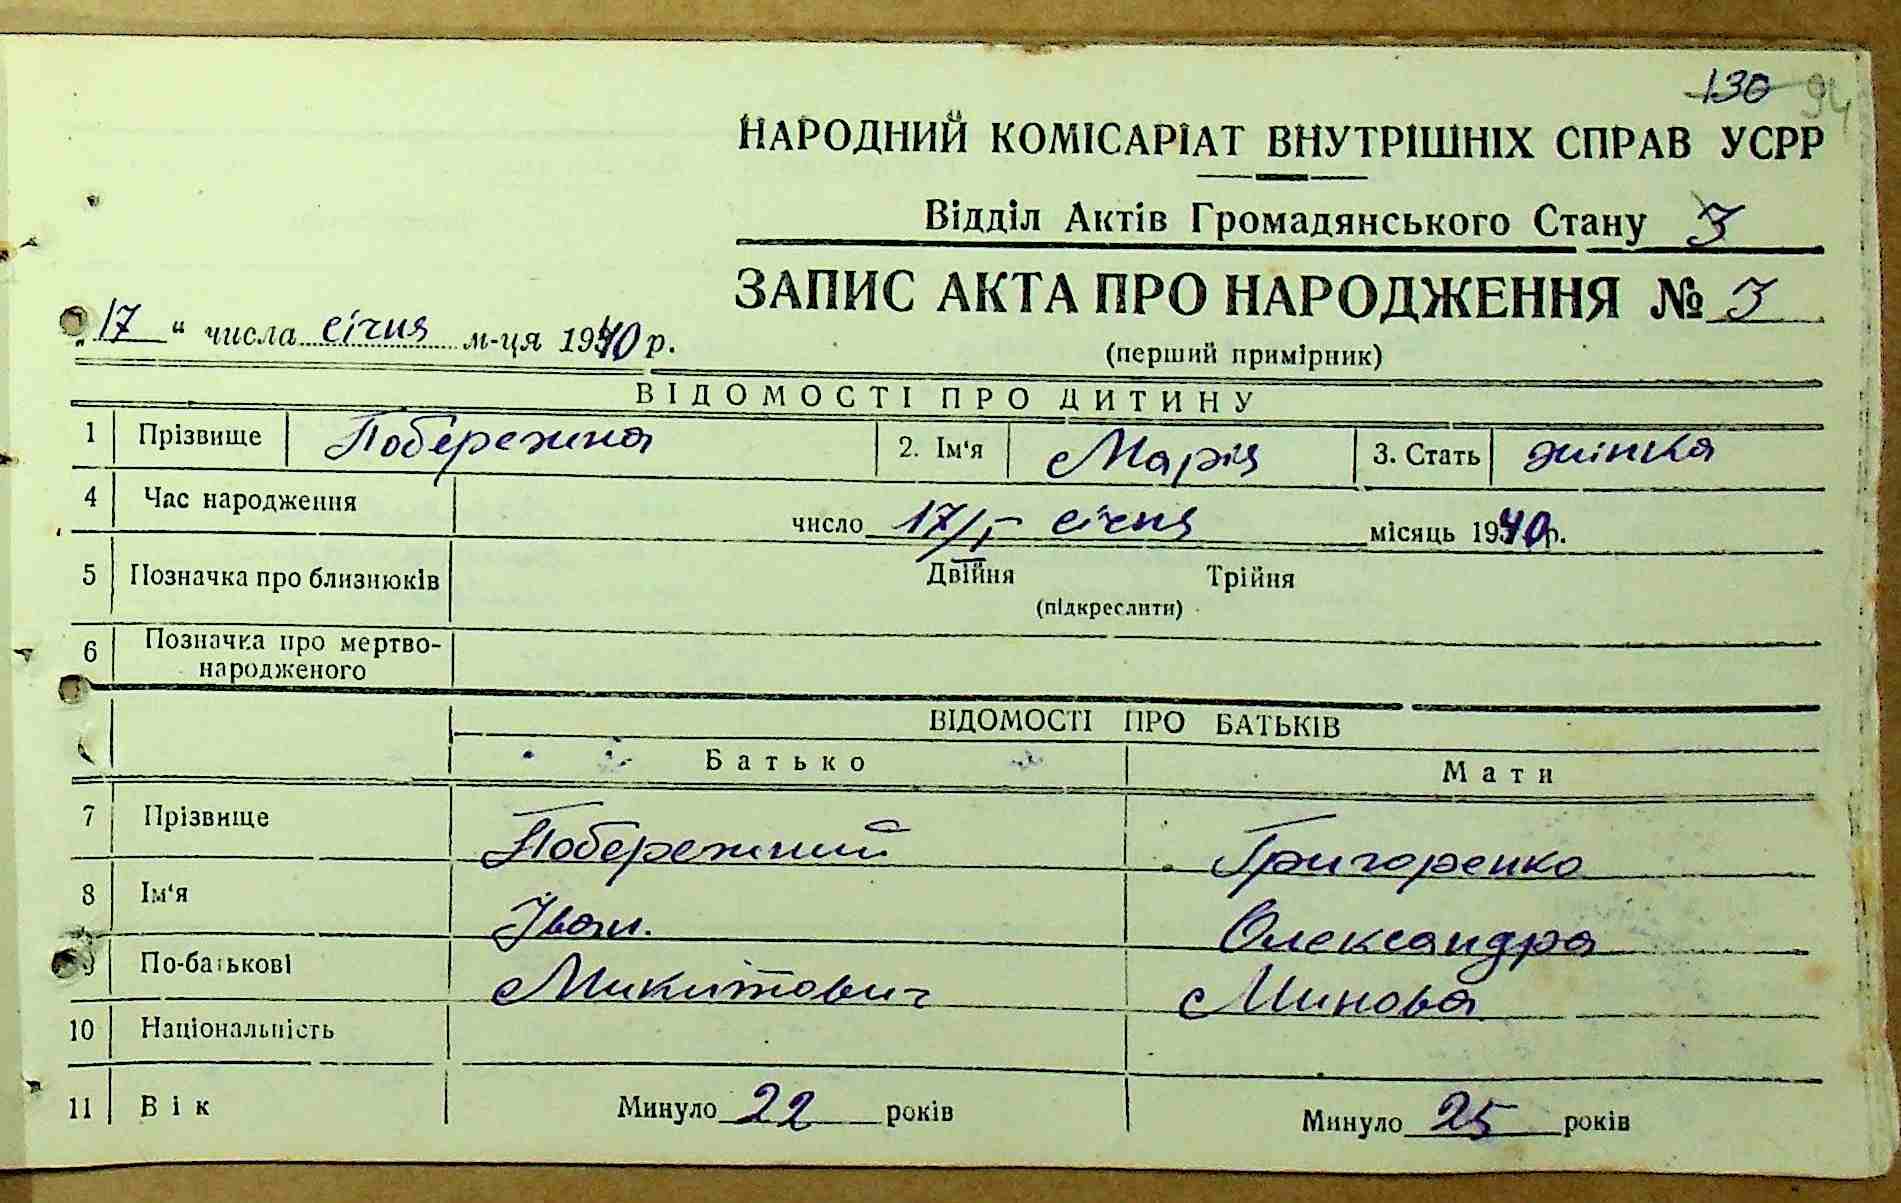 130 94
НАРОДНИЙ КОМІСАРІАТ ВНУТРІШНІХ СПРАВ УСРР
Відділ Актів Громадянського Стану 3
ЗАПИС АКТА ПРО НАРОДЖЕННЯ № 3
17 " числа січня м-ця 1940 р.
(перший примірник)
ВІДОМОСТІ ПРО ДИТИНУ
1 Прізвище Побережна 2. Ім'я Марія 3. Стать жінка
4 Час народження число 17/I- січня місяць 1940р.
5 Позначка про близнюків Двійня Трійня
(підкреслити)
6 Позначка про мертво-
народженого
ВІДОМОСТІ ПРО БАТЬКІВ
Батько Мати
7 Прізвище Побережний Григоренко
8 Ім'я Іван. Олександра
9 По-батькові Микитович Минова
10 Національність
11 Вік Минуло 22 років Минуло 25 років